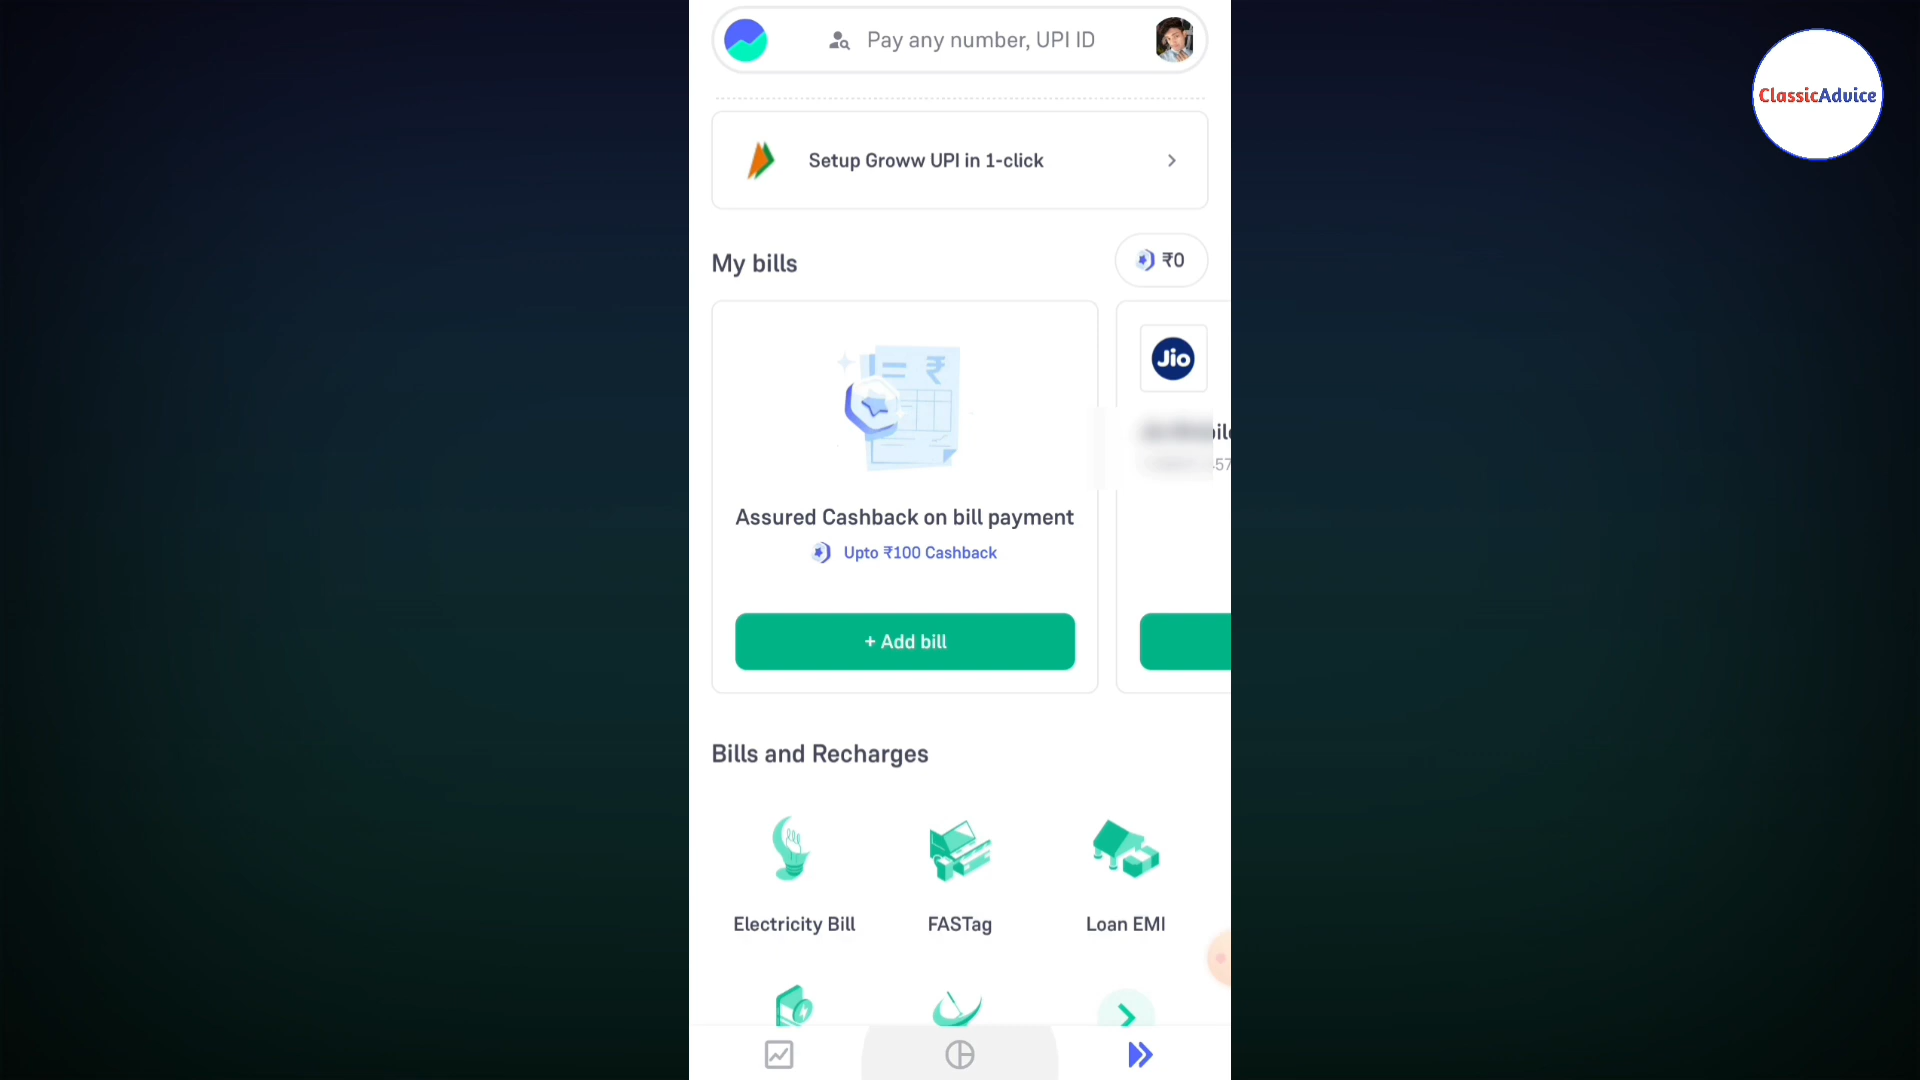 Pay any number, UPI ID
ClassicAdvice
Setup Groww UPI in 1-click
My bills
₹0
Jio
Assured Cashback on bill payment
Upto ₹100 Cashback
+ Add bill
Bills and Recharges
Electricity Bill
FASTag
Loan EMI